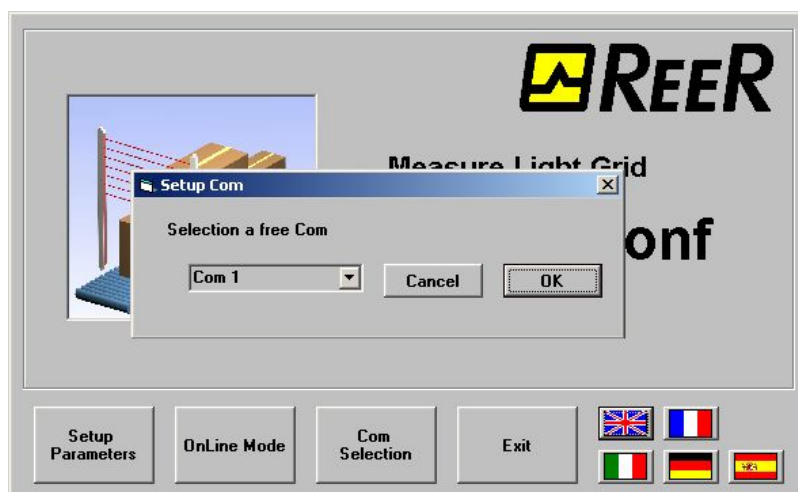 REER
Measure Light Grid
onf
Setup Com
Selection a free Com
Com 1
Cancel
OK
Setup
Parameters
OnLine Mode
Com
Selection
Exit